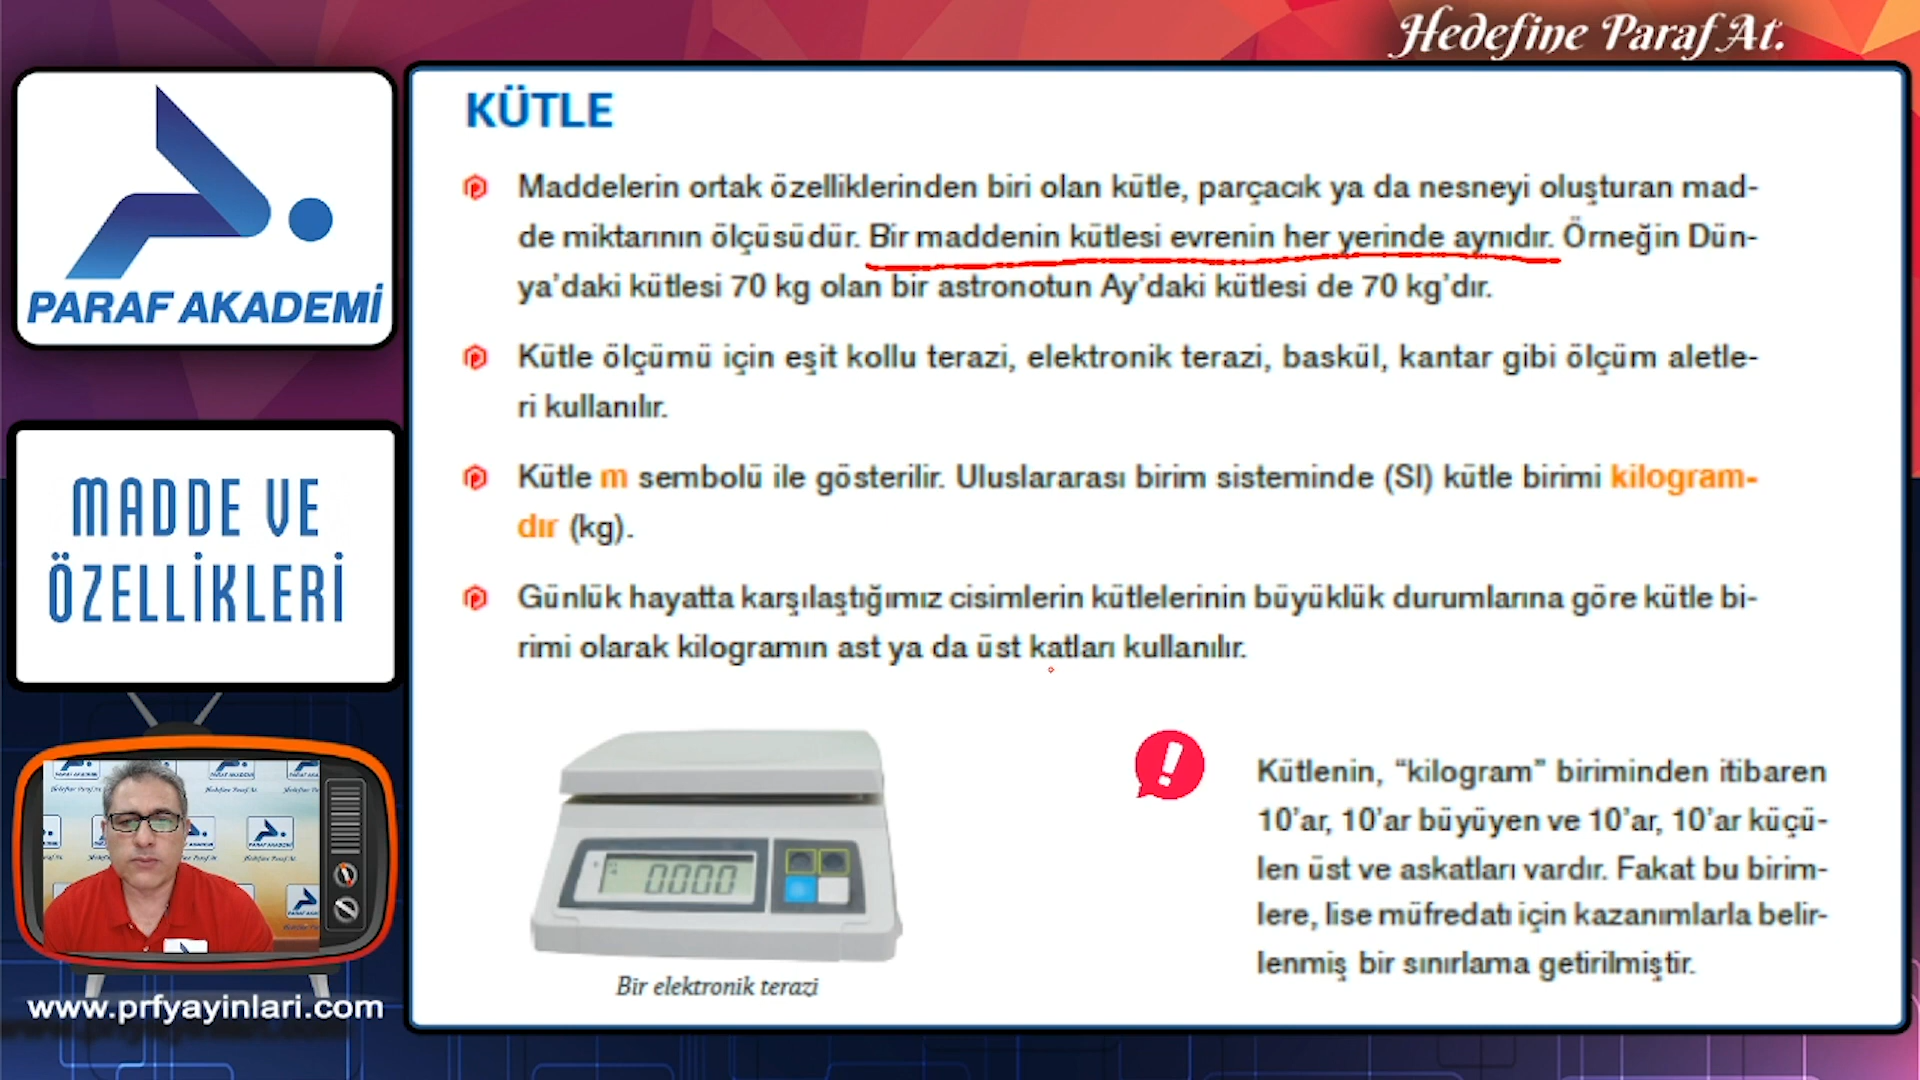 Hedefine Paraf At.
PARAF AKADEMİ
MADDE VE
ÖZELLİKLERİ
www.prfyayinlari.com
KÜTLE
Maddelerin ortak özelliklerinden biri olan kütle, parçacık ya da nesneyi oluşturan mad-
de miktarının ölçüsüdür. Bir maddenin kütlesi evrenin her yerinde aynıdır. Örneğin Dün-
ya'daki kütlesi 70 kg olan bir astronotun Ay'daki kütlesi de 70 kg'dır.
Kütle ölçümü için eşit kollu terazi, elektronik terazi, baskül, kantar gibi ölçüm aletle-
ri kullanılır.
Kütle m sembolü ile gösterilir. Uluslararası birim sisteminde (SI) kütle birimi kilogram-
dır (kg).
Günlük hayatta karşılaştığımız cisimlerin kütlelerinin büyüklük durumlarına göre kütle bi-
rimi olarak kilogramın ast ya da üst katları kullanılır.
0.000
Bir elektronik terazi
Kütlenin, “kilogram” biriminden itibaren
10'ar, 10'ar büyüyen ve 10'ar, 10'ar küçü-
len üst ve askatları vardır. Fakat bu birim-
lere, lise müfredatı için kazanımlarla belir-
lenmiş bir sınırlama getirilmiştir.